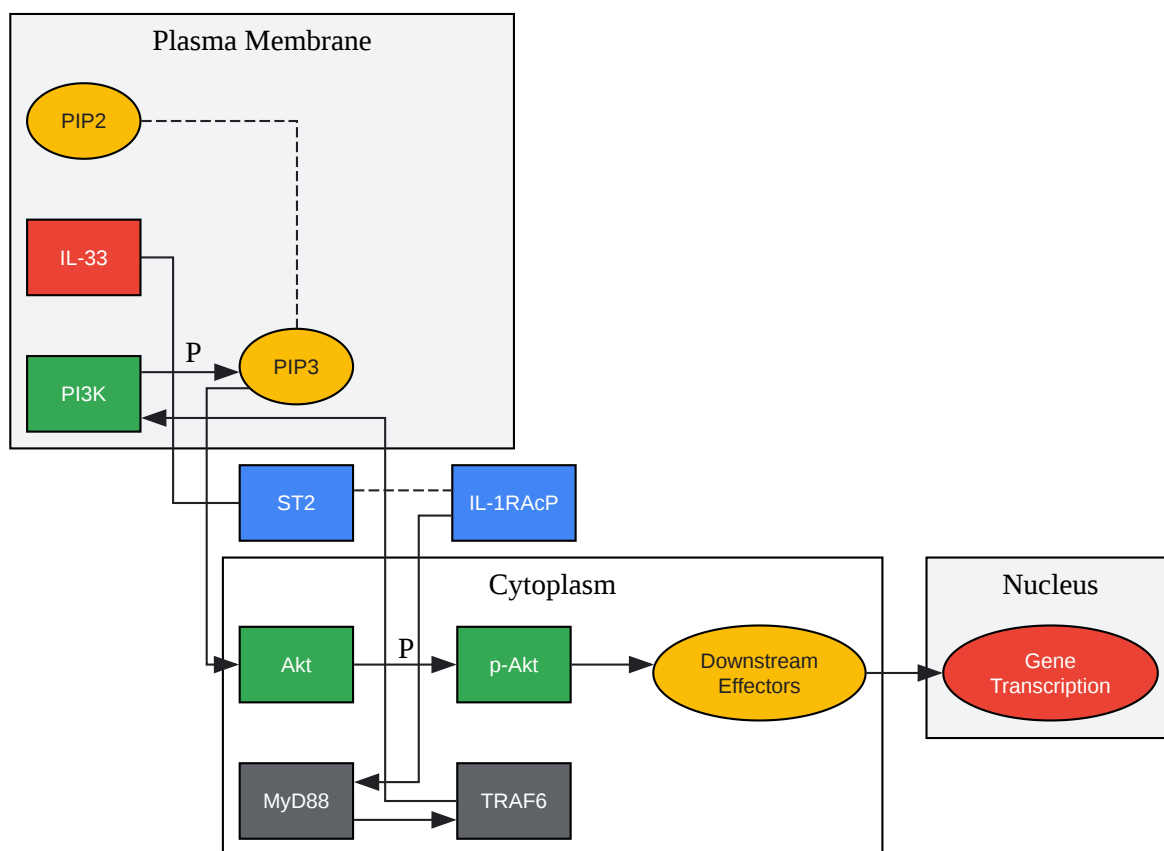 Plasma Membrane
PIP2
IL-33
PI3K
P
PIP3
ST2
IL-1RAcP
Cytoplasm
Nucleus
Akt
P
p-Akt
Downstream
Effectors
Gene
Transcription
MyD88
TRAF6